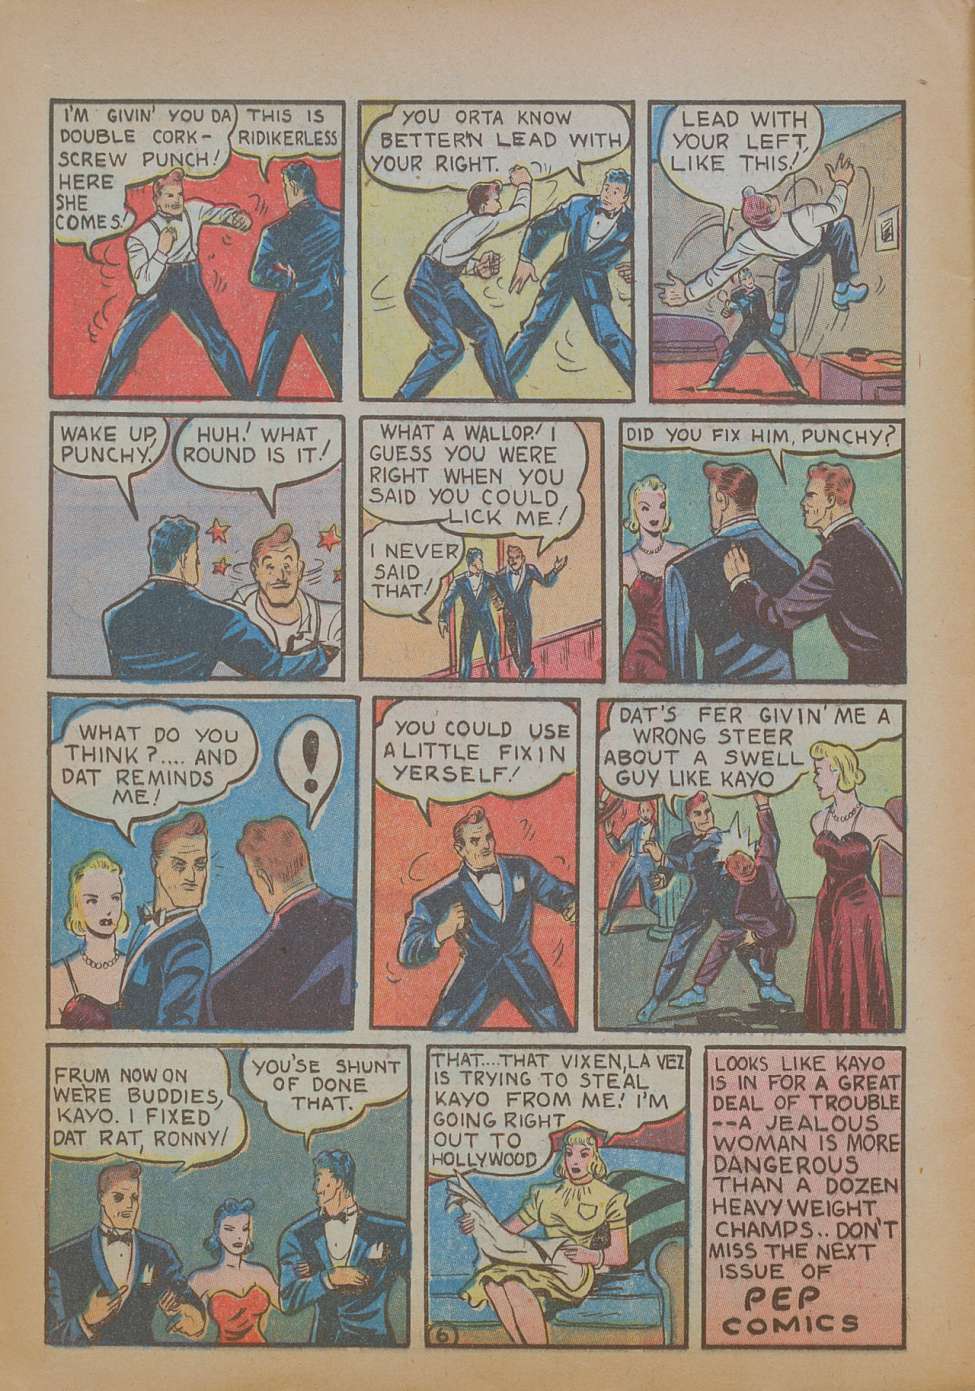 I'M GIVIN' YOU DA
DOUBLE CORK-
SCREW PUNCH!
HERE
SHE
COMES!
THIS IS
RIDIKERLESS
YOU ORTA KNOW
BETTER'N LEAD WITH
YOUR RIGHT.
LEAD WITH
YOUR LEFT,
LIKE THIS!
WAKE UP,
PUNCHY.
HUH! WHAT
ROUND IS IT!
WHAT A WALLOP! I
GUESS YOU WERE
RIGHT WHEN YOU
SAID YOU COULD
LICK ME!
I NEVER
SAID
THAT!
DID YOU FIX HIM, PUNCHY?
WHAT DO YOU
THINK?.... AND
DAT REMINDS
ME!
!
YOU COULD USE
A LITTLE FIXIN
YERSELF!
DAT'S FER GIVIN' ME A
WRONG STEER
ABOUT A SWELL
GUY LIKE KAYO
FRUM NOW ON
WERE BUDDIES,
KAYO. I FIXED
DAT RAT, RONNY!
YOU'SE SHUNT
OF DONE
THAT.
THAT....THAT VIXEN, LA VEZ
IS TRYING TO STEAL
KAYO FROM ME! I'M
GOING RIGHT
OUT TO
HOLLYWOOD
6
LOOKS LIKE KAYO
IS IN FOR A GREAT
DEAL OF TROUBLE
--A JEALOUS
WOMAN IS MORE
DANGEROUS
THAN A DOZEN
HEAVYWEIGHT
CHAMPS.. DON'T
MISS THE NEXT
ISSUE OF
PEP
COMICS